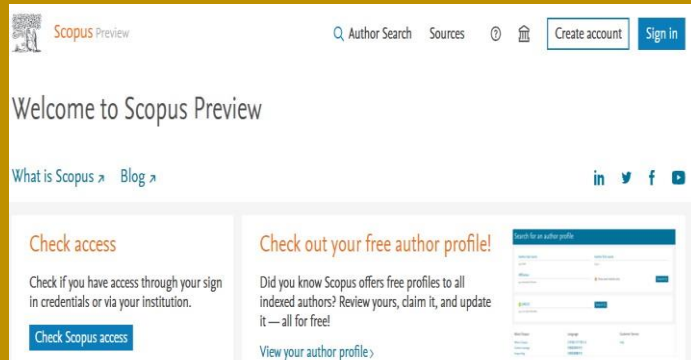 Scopus Preview
Author Search Sources Create account Sign in
Welcome to Scopus Preview
What is Scopus Blog
Check access
Check if you have access through your sign
in credentials or via your institution.
Check Scopus access
Check out your free author profile!
Did you know Scopus offers free profiles to all
indexed authors? Review yours, claim it, and update
it — all for free!
View your author profile >
Search for an author profile